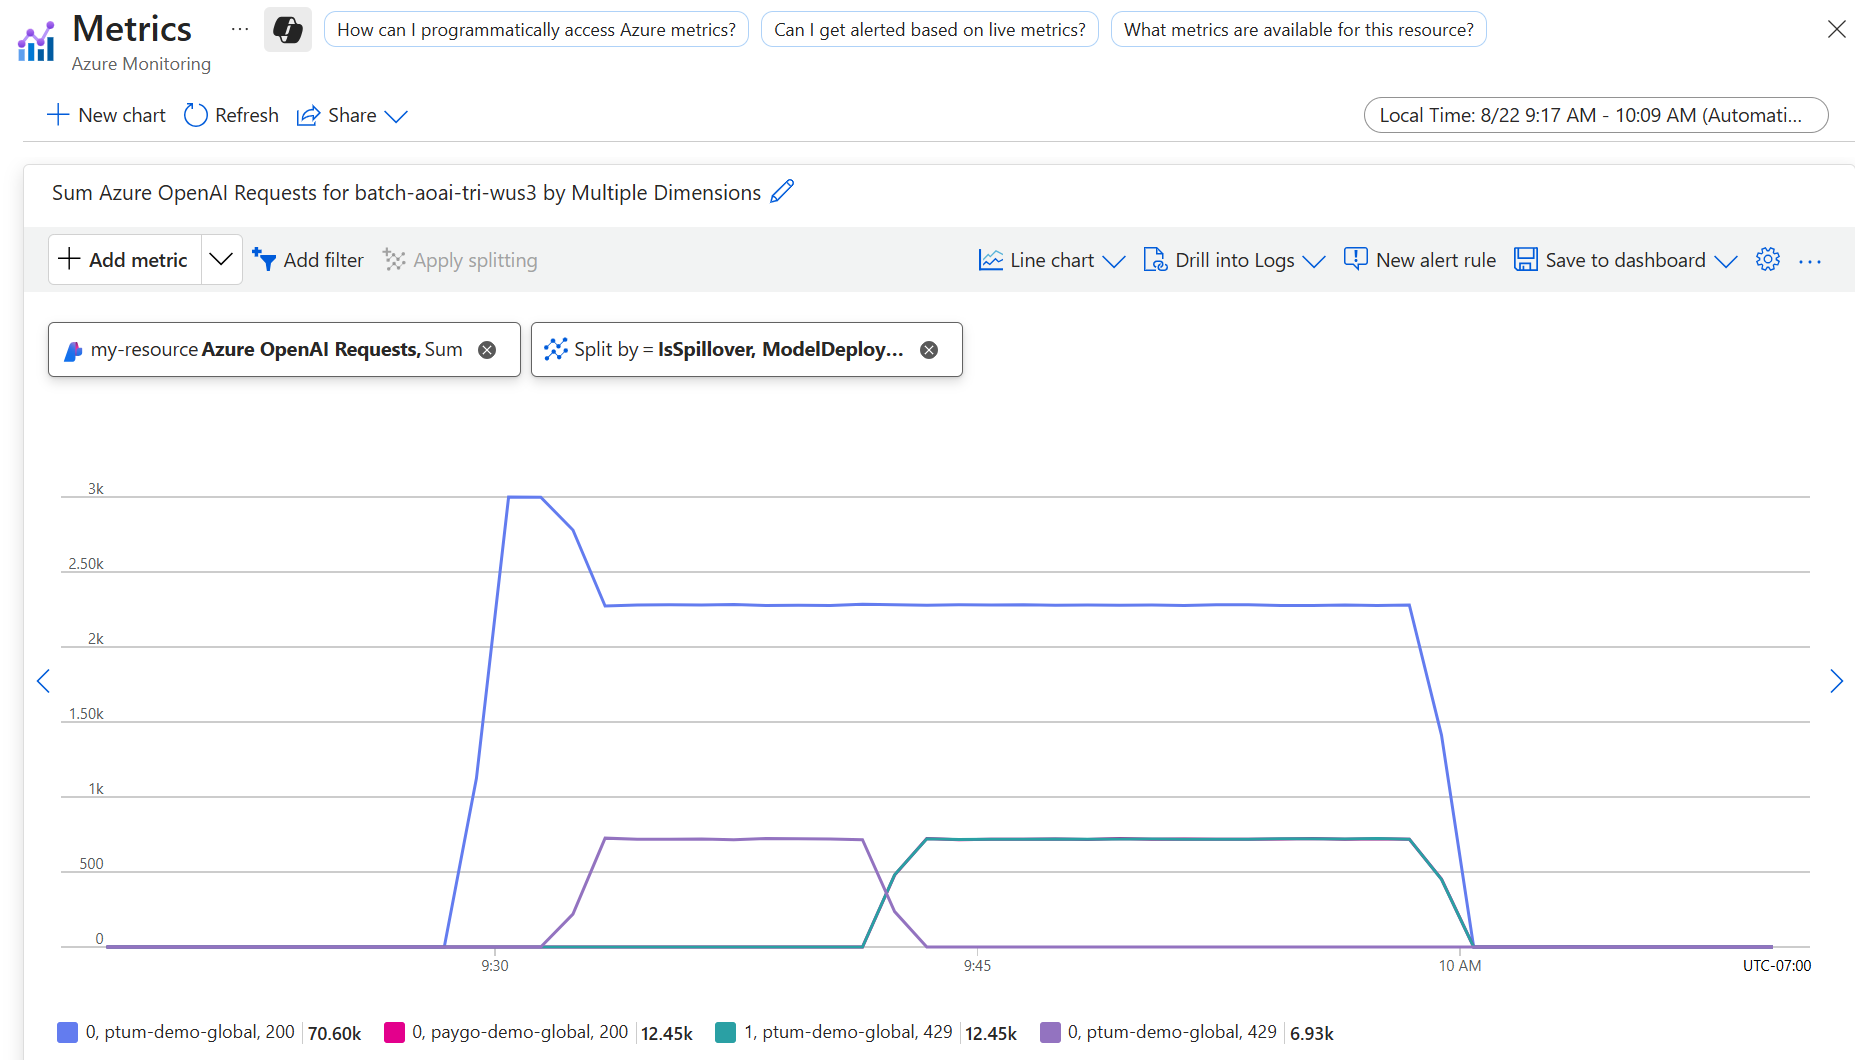 Metrics
...
How can I programmatically access Azure metrics?
Can I get alerted based on live metrics?
What metrics are available for this resource?
Azure Monitoring
New chart
Refresh
Share
Local Time: 8/22 9:17 AM - 10:09 AM (Automati...
Sum Azure OpenAI Requests for batch-aoai-tri-wus3 by Multiple Dimensions
Add metric
Add filter
Apply splitting
Line chart
Drill into Logs
New alert rule
Save to dashboard
...
my-resource Azure OpenAI Requests, Sum
Split by = IsSpillover, ModelDeploy...
3k
2.50k
2k
1.50k
1k
500
0
9:30
9:45
10 AM
UTC-07:00
0, ptum-demo-global, 200 70.60k
0, paygo-demo-global, 200 12.45k
1, ptum-demo-global, 429 12.45k
0, ptum-demo-global, 429 6.93k